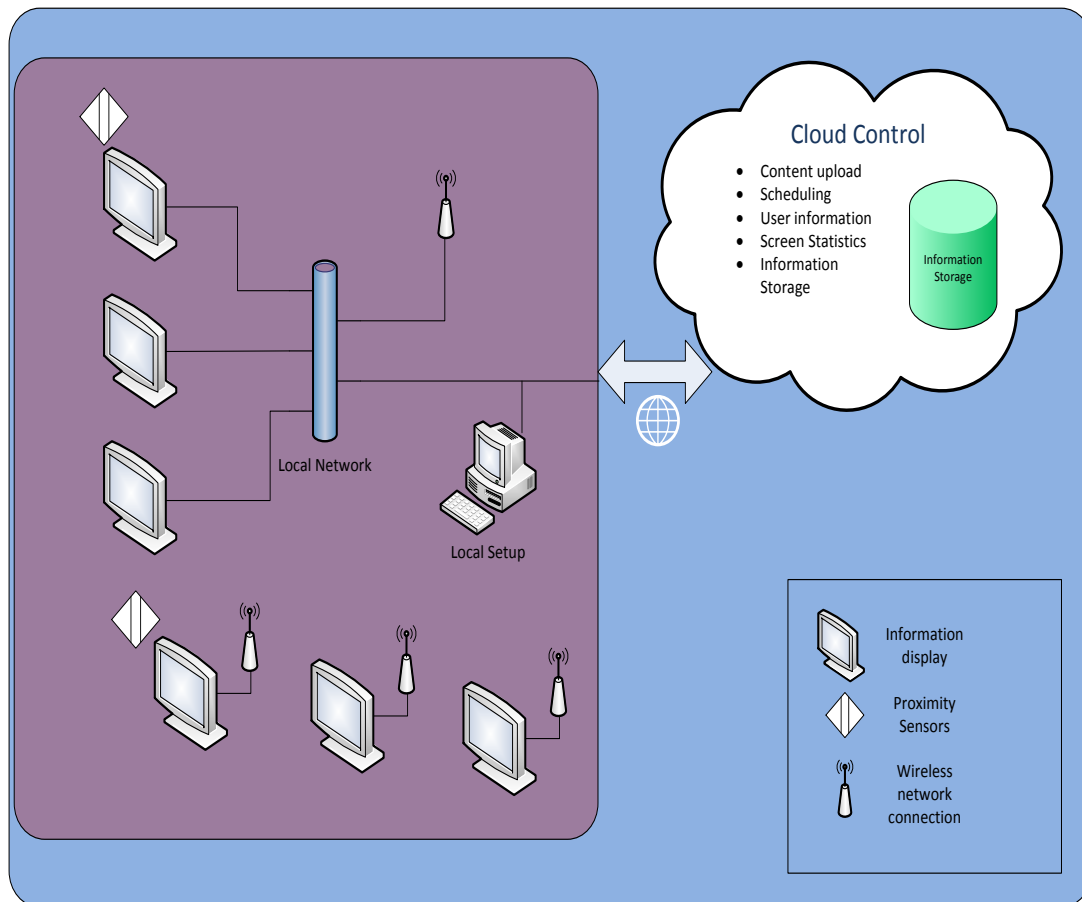 Cloud Control
• Content upload
• Scheduling
• User information
• Screen Statistics
• Information
Storage
Information
Storage
Local Network
Local Setup
Information
display
Proximity
Sensors
Wireless
network
connection